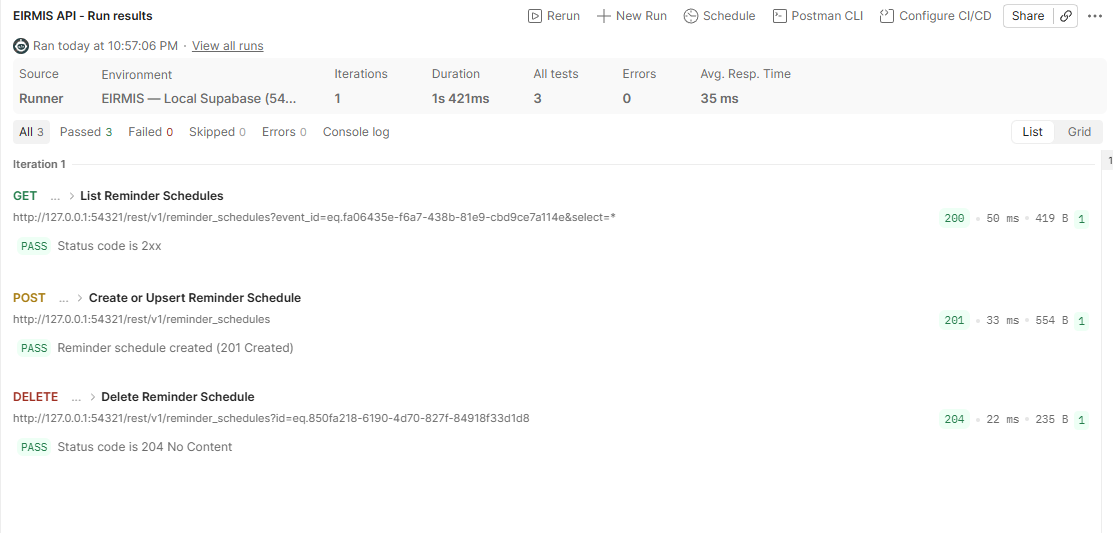 EIRMIS API - Run results
Rerun
New Run
Schedule
Postman CLI
Configure CI/CD
Share
Ran today at 10:57:06 PM · View all runs
Source Environment Iterations Duration All tests Errors Avg. Resp. Time
Runner EIRMIS — Local Supabase (54... 1 1s 421ms 3 0 35 ms
All 3 Passed 3 Failed 0 Skipped 0 Errors 0 Console log List Grid
Iteration 1
1
GET ... > List Reminder Schedules
http://127.0.0.1:54321/rest/v1/reminder_schedules?event_id=eq.fa06435e-f6a7-438b-81e9-cbd9ce7a114e&select=*
200 • 50 ms • 419 B 1
PASS Status code is 2xx
POST ... > Create or Upsert Reminder Schedule
http://127.0.0.1:54321/rest/v1/reminder_schedules
201 • 33 ms • 554 B 1
PASS Reminder schedule created (201 Created)
DELETE ... > Delete Reminder Schedule
http://127.0.0.1:54321/rest/v1/reminder_schedules?id=eq.850fa218-6190-4d70-827f-84918f33d1d8
204 • 22 ms • 235 B 1
PASS Status code is 204 No Content